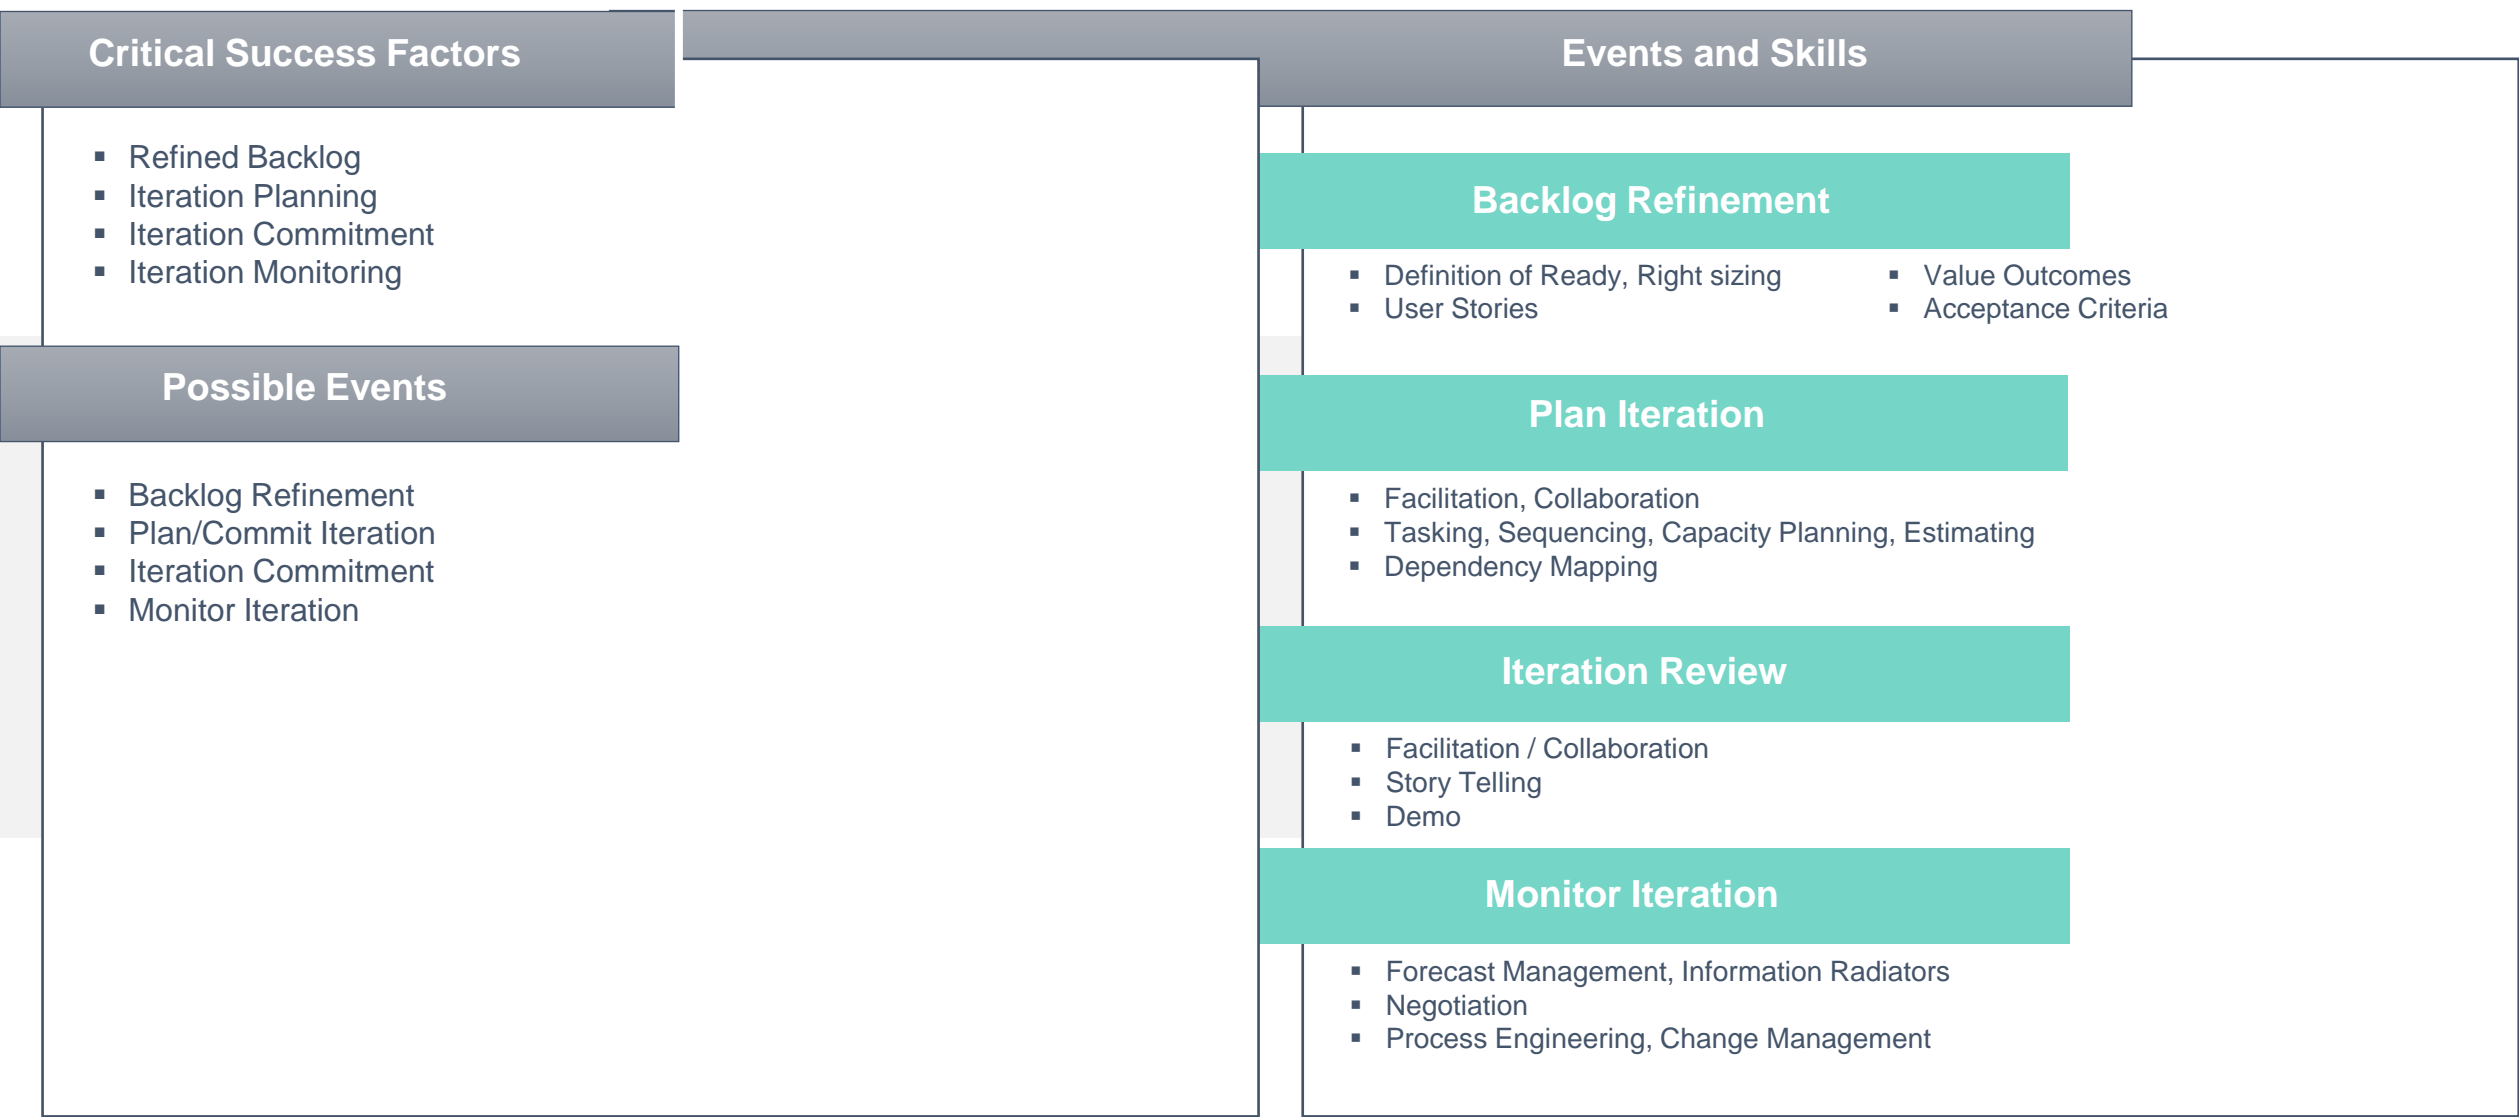 Critical Success Factors
▪ Refined Backlog
▪ Iteration Planning
▪ Iteration Commitment
▪ Iteration Monitoring
Possible Events
▪ Backlog Refinement
▪ Plan/Commit Iteration
▪ Iteration Commitment
▪ Monitor Iteration
Events and Skills
Backlog Refinement
▪ Definition of Ready, Right sizing
▪ User Stories
▪ Value Outcomes
▪ Acceptance Criteria
Plan Iteration
▪ Facilitation, Collaboration
▪ Tasking, Sequencing, Capacity Planning, Estimating
▪ Dependency Mapping
Iteration Review
▪ Facilitation / Collaboration
▪ Story Telling
▪ Demo
Monitor Iteration
▪ Forecast Management, Information Radiators
▪ Negotiation
▪ Process Engineering, Change Management